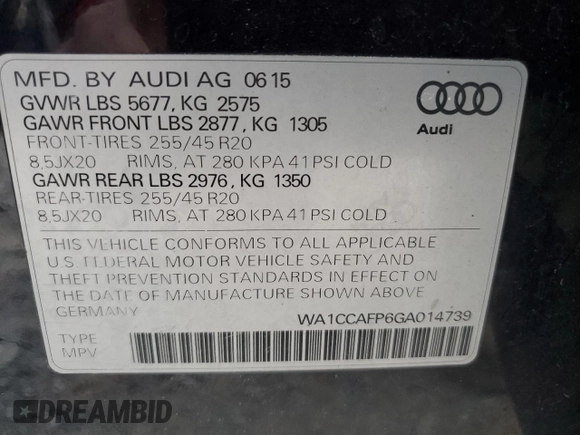 MFD. BY AUDI AG 06 15
GVWR LBS 5677, KG 2575
GAWR FRONT LBS 2877, KG 1305
FRONT-TIRES 255/45 R20
8,5JX20 RIMS, AT 280 KPA 41 PSI COLD
GAWR REAR LBS 2976, KG 1350
REAR-TIRES 255/45 R20
8,5JX20 RIMS, AT 280 KPA 41 PSI COLD
Audi
THIS VEHICLE CONFORMS TO ALL APPLICABLE
U.S. FEDERAL MOTOR VEHICLE SAFETY AND
THEFT PREVENTION STANDARDS IN EFFECT ON
THE DATE OF MANUFACTURE SHOWN ABOVE
GERMANY
WA1CCAFP6GA014739
TYPE
MPV
DREAMBID